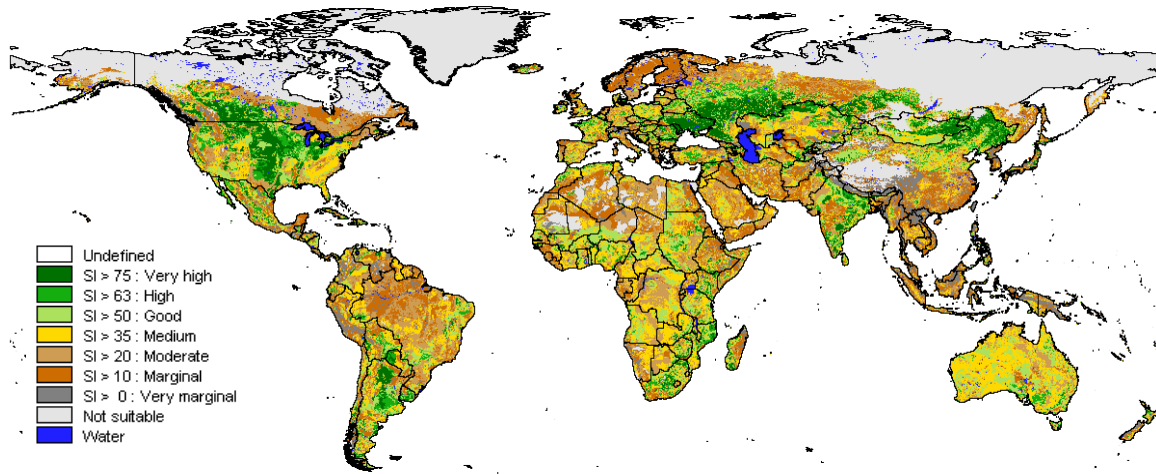 Undefined
SI > 75 : Very high
SI > 63 : High
SI > 50 : Good
SI > 35 : Medium
SI > 20 : Moderate
SI > 10 : Marginal
SI > 0 : Very marginal
Not suitable
Water